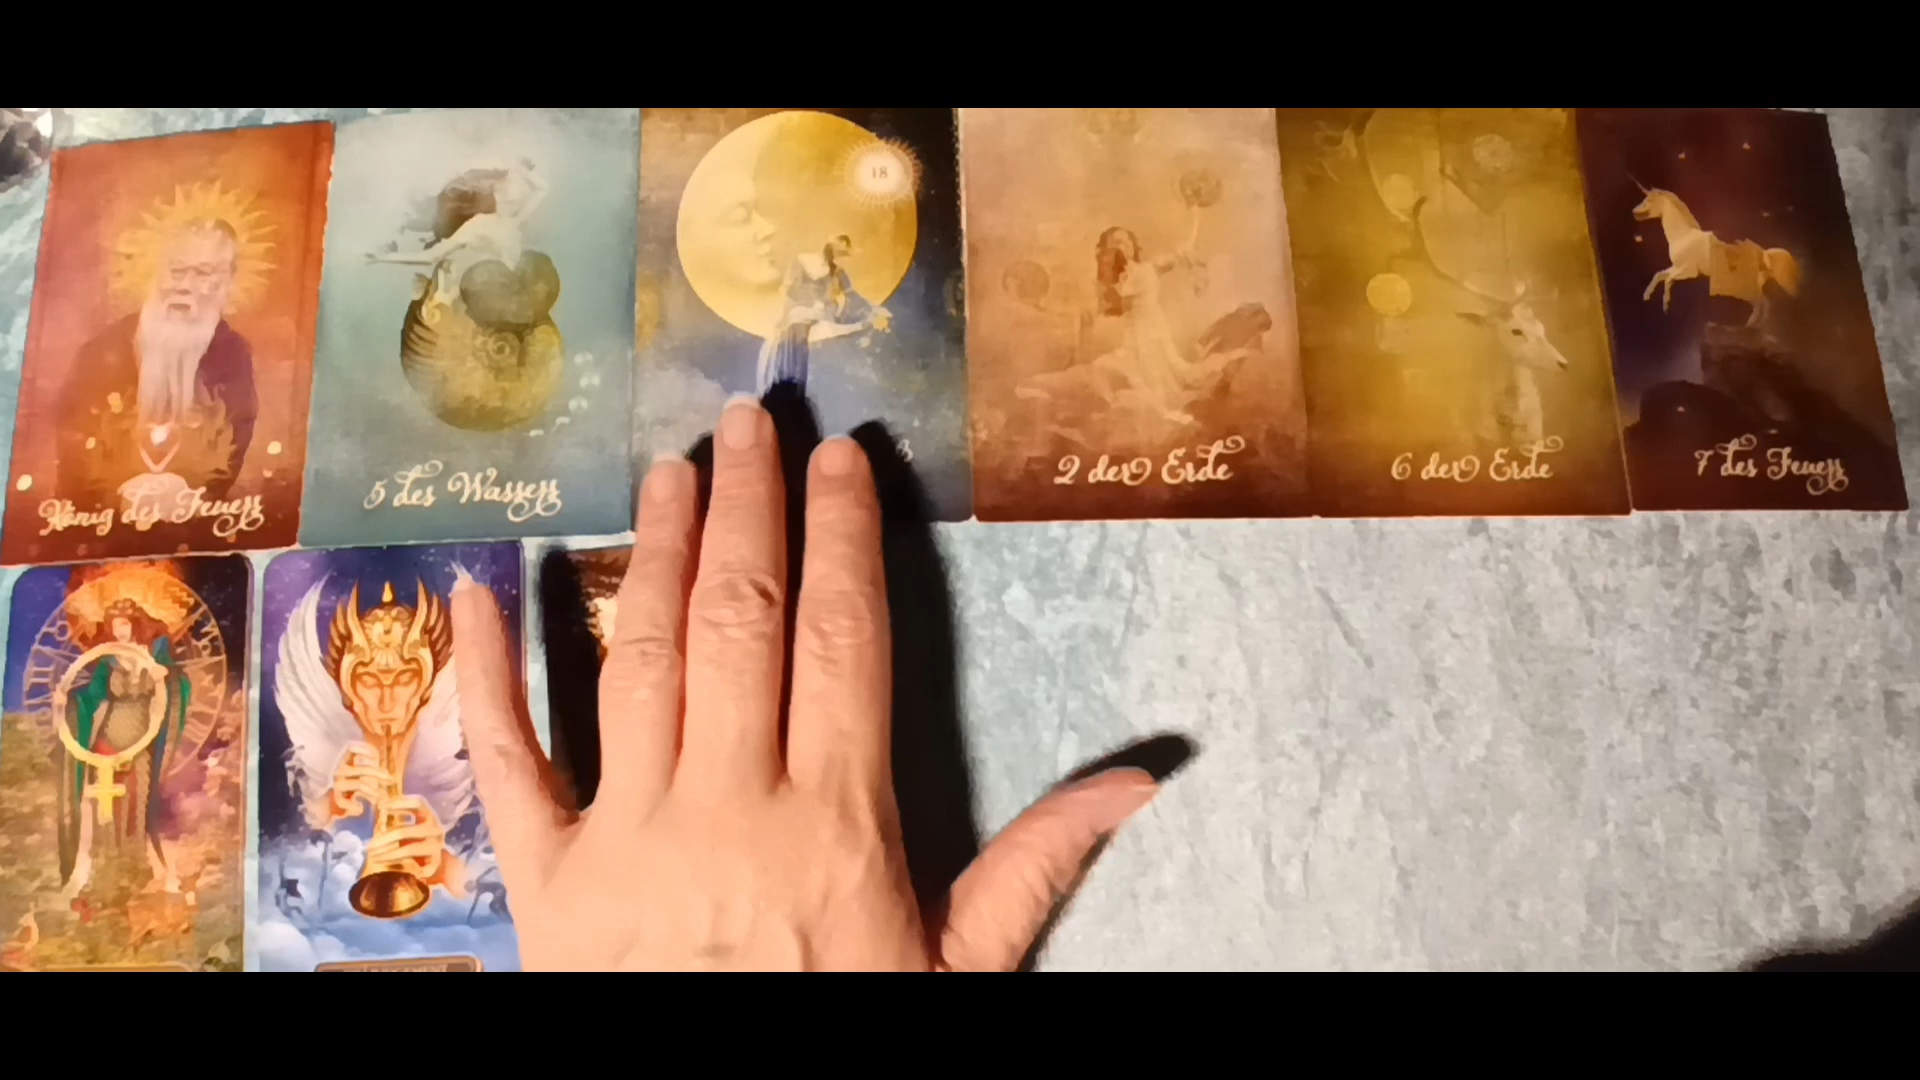 18
König des Feuers
5 des Wassers
2 der Erde
6 der Erde
7 des Feuers